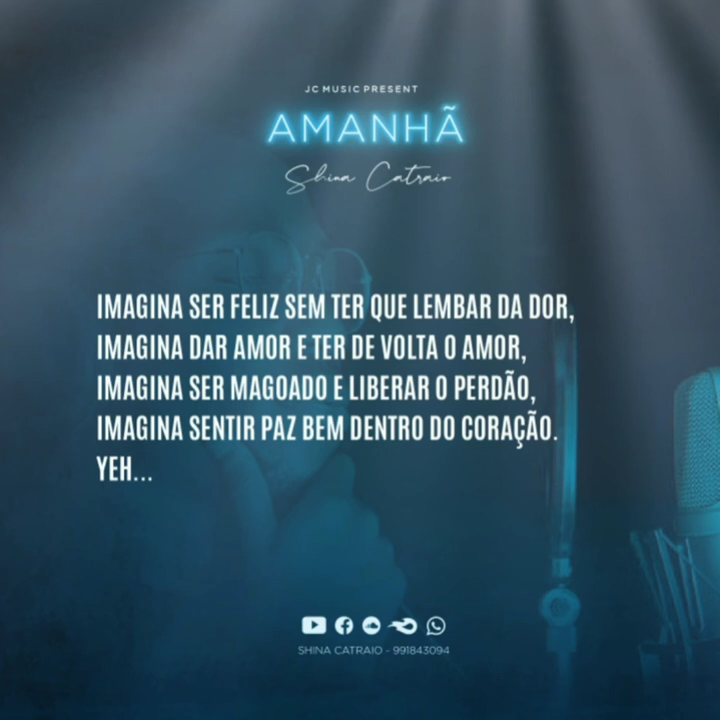 JC MUSIC PRESENT
AMANHÃ
Shina Catraio
IMAGINA SER FELIZ SEM TER QUE LEMBAR DA DOR,
IMAGINA DAR AMOR E TER DE VOLTA O AMOR,
IMAGINA SER MAGOADO E LIBERAR O PERDÃO,
IMAGINA SENTIR PAZ BEM DENTRO DO CORAÇÃO.
YEH...
SHINA CATRAIO - 991843094